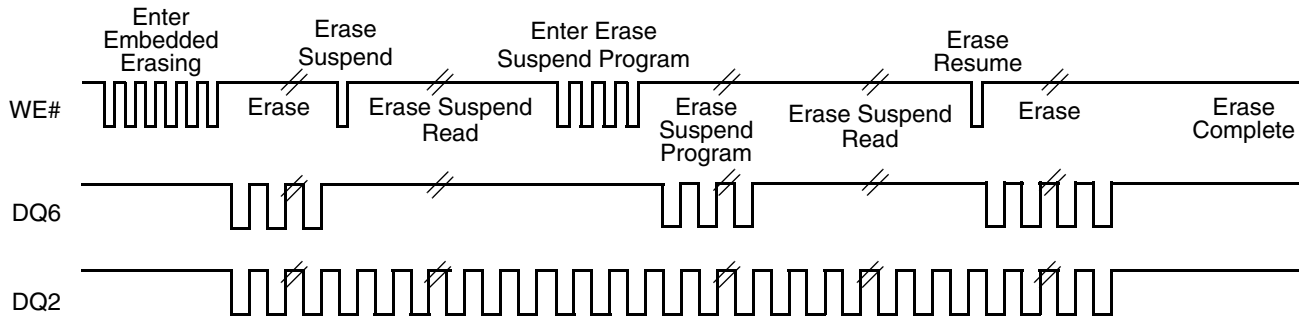 Enter
Embedded
Erasing
Erase
Suspend
Enter Erase
Suspend Program
Erase
Resume
WE#
Erase
Erase Suspend
Read
Erase
Suspend
Program
Erase Suspend
Read
Erase
Erase
Complete
DQ6
DQ2